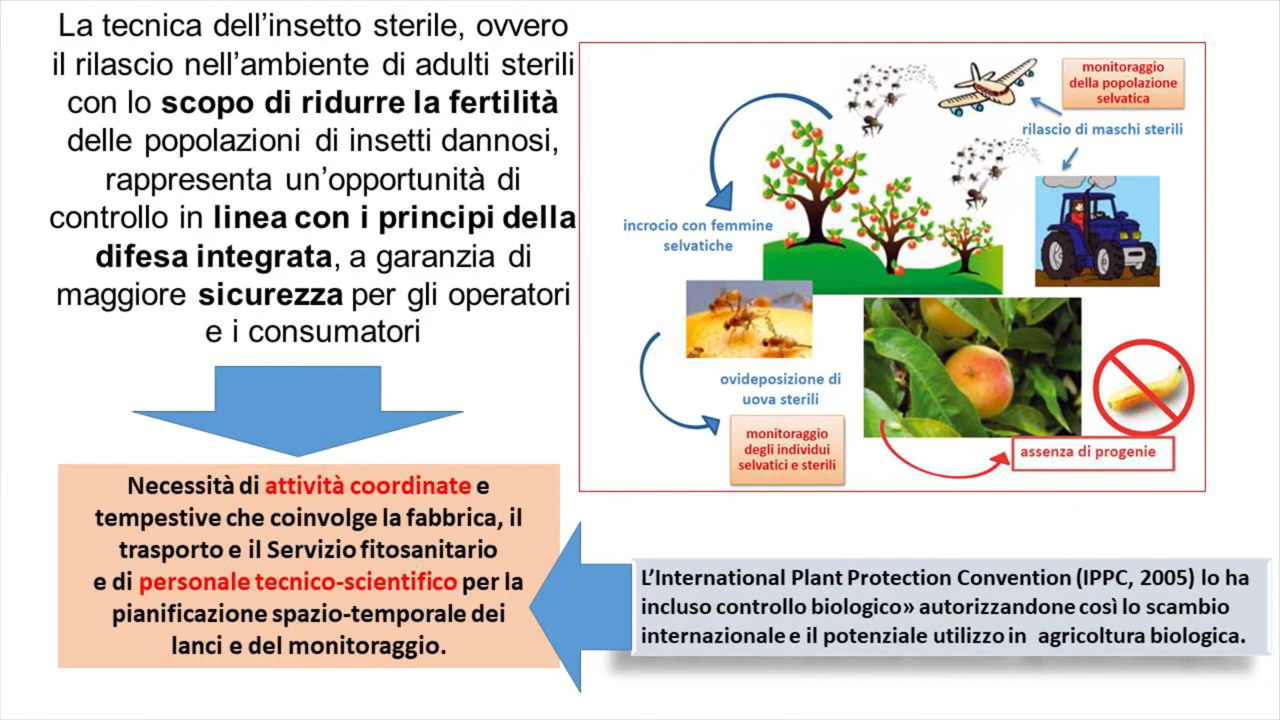 La tecnica dell’insetto sterile, ovvero
il rilascio nell’ambiente di adulti sterili
con lo scopo di ridurre la fertilità
delle popolazioni di insetti dannosi,
rappresenta un’opportunità di
controllo in linea con i principi della
difesa integrata, a garanzia di
maggiore sicurezza per gli operatori
e i consumatori
monitoraggio
della popolazione
selvatica
rilascio di maschi sterili
incrocio con femmine
selvatiche
ovideposizione di
uova sterili
monitoraggio
degli individui
selvatici e sterili
assenza di progenie
Necessità di attività coordinate e
tempestive che coinvolge la fabbrica, il
trasporto e il Servizio fitosanitario
e di personale tecnico-scientifico per la
pianificazione spazio-temporale dei
lanci e del monitoraggio.
L’International Plant Protection Convention (IPPC, 2005) lo ha
incluso controllo biologico» autorizzandone così lo scambio
internazionale e il potenziale utilizzo in agricoltura biologica.